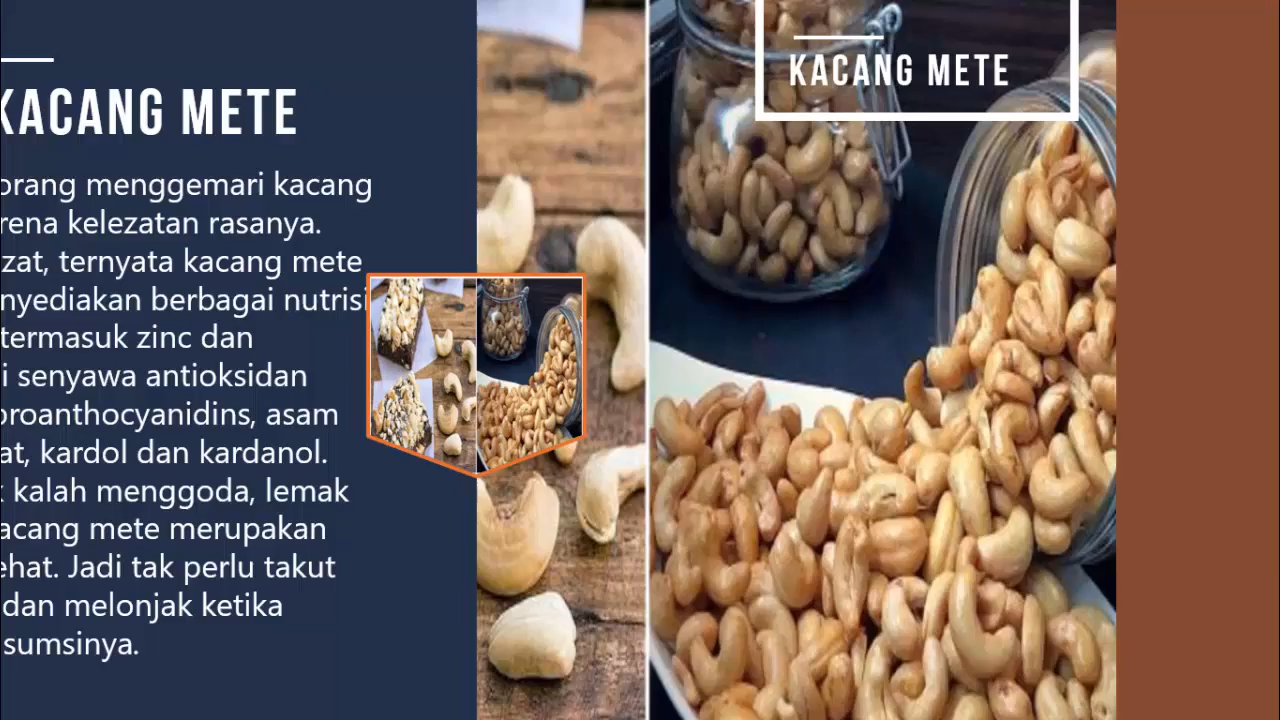 KACANG METE
orang menggemari kacang
rena kelezatan rasanya.
zat, ternyata kacang mete
nyediakan berbagai nutrisi
termasuk zinc dan
i senyawa antioksidan
proanthocyanidins, asam
at, kardol dan kardanol.
k kalah menggoda, lemak
acang mete merupakan
ehat. Jadi tak perlu takut
dan melonjak ketika
sumsinya.
KACANG METE